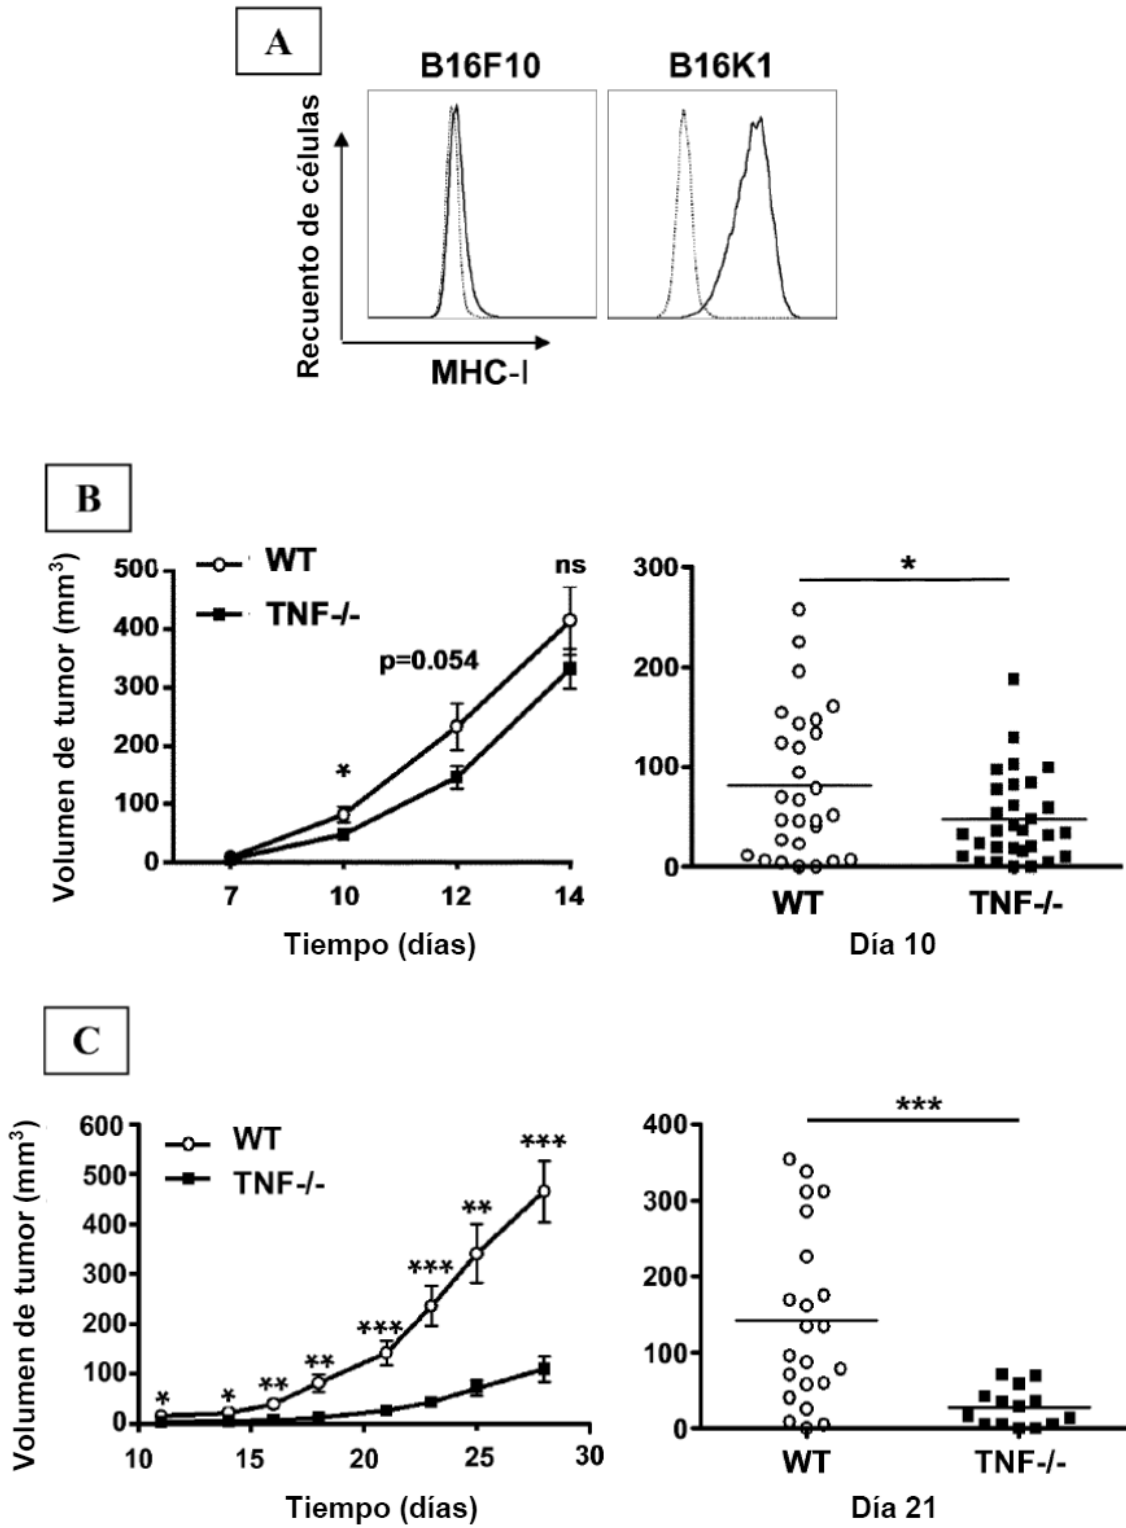 A
B16F10
B16K1
Recuento de células
MHC-I
B
WT
TNF-/-
Volumen de tumor (mm³)
500
400
300
200
100
0
*
p=0.054
ns
7
10
12
14
Tiempo (días)
300
200
100
0
*
WT
TNF-/-
Día 10
C
WT
TNF-/-
Volumen de tumor (mm³)
600
500
400
300
200
100
0
*
*
**
**
***
***
**
***
10
15
20
25
30
Tiempo (días)
400
300
200
100
0
***
WT
TNF-/-
Día 21